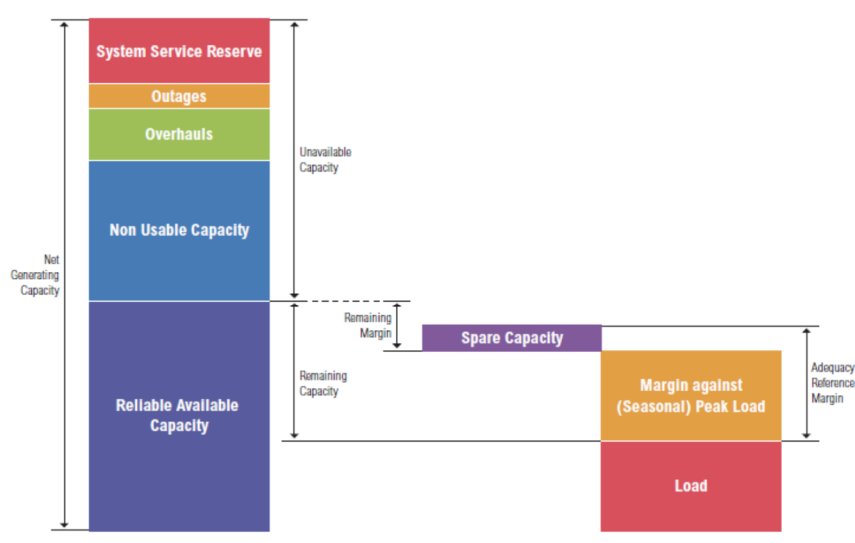 System Service Reserve
Outages
Overhauls
Unavailable
Capacity
Non Usable Capacity
Net
Generating
Capacity
Remaining
Margin
Spare Capacity
Reliable Available
Capacity
Remaining
Capacity
Margin against
(Seasonal) Peak Load
Adequacy
Reference
Margin
Load